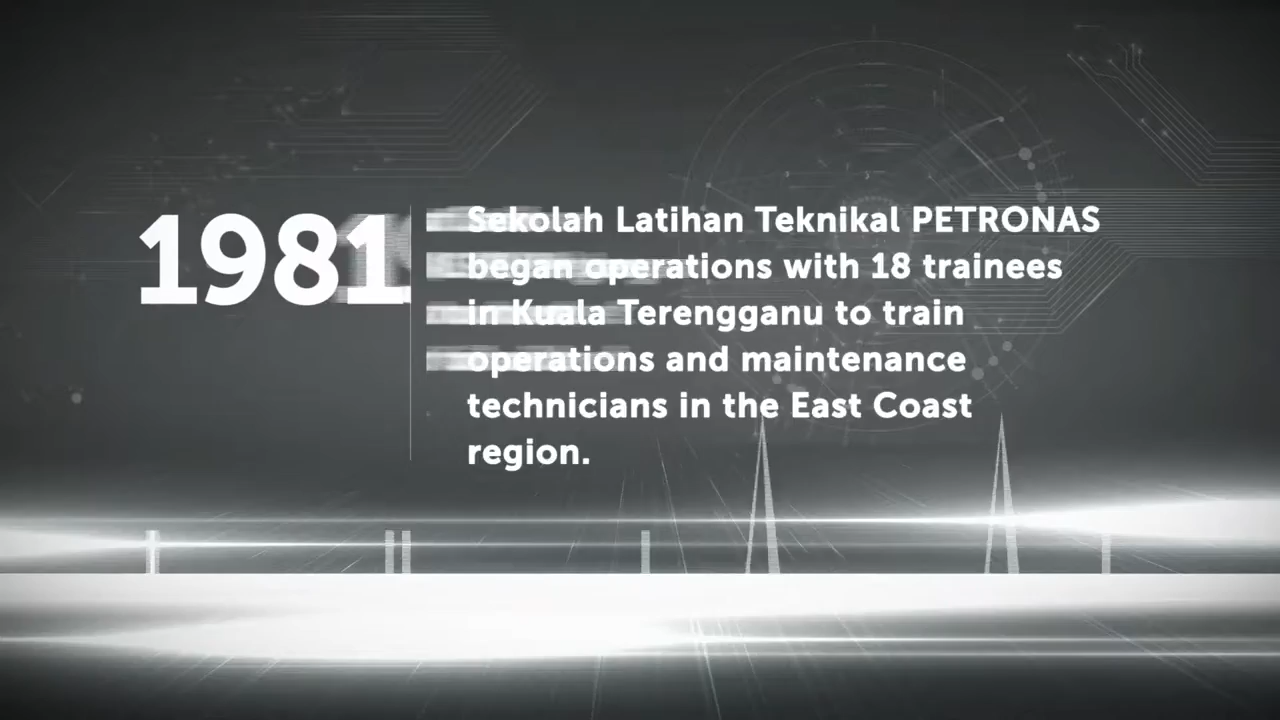 1981
Sekolah Latihan Teknikal PETRONAS
began operations with 18 trainees
in Kuala Terengganu to train
operations and maintenance
technicians in the East Coast
region.